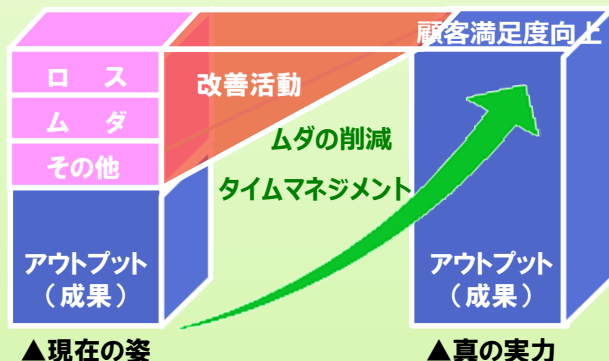 顧客満足度向上
ロ ス
改善活動
ム ダ
ムダの削減
その他
タイムマネジメント
アウトプット
（成果）
アウトプット
（成果）
▲現在の姿
▲真の実力